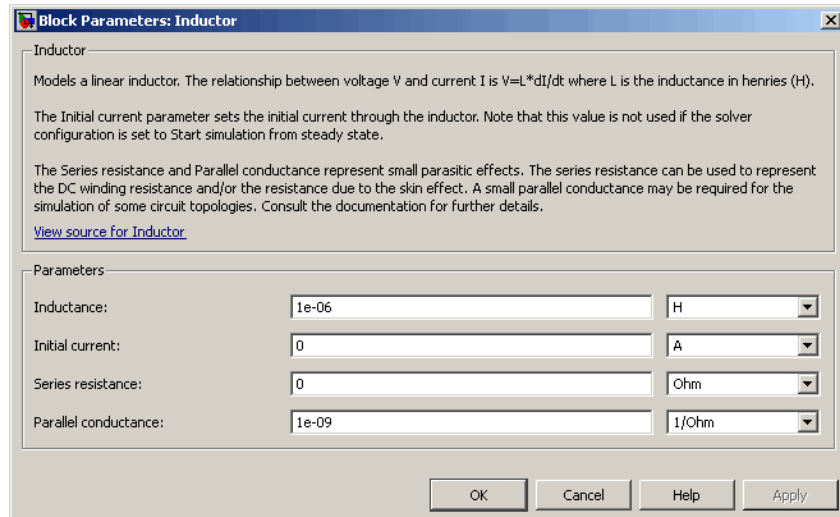 Block Parameters: Inductor
Inductor
Models a linear inductor. The relationship between voltage V and current I is V=L*dI/dt where L is the inductance in henries (H).
The Initial current parameter sets the initial current through the inductor. Note that this value is not used if the solver
configuration is set to Start simulation from steady state.
The Series resistance and Parallel conductance represent small parasitic effects. The series resistance can be used to represent
the DC winding resistance and/or the resistance due to the skin effect. A small parallel conductance may be required for the
simulation of some circuit topologies. Consult the documentation for further details.
View source for Inductor
Parameters
Inductance: 1e-06 H
Initial current: 0 A
Series resistance: 0 Ohm
Parallel conductance: 1e-09 1/Ohm
OK Cancel Help Apply